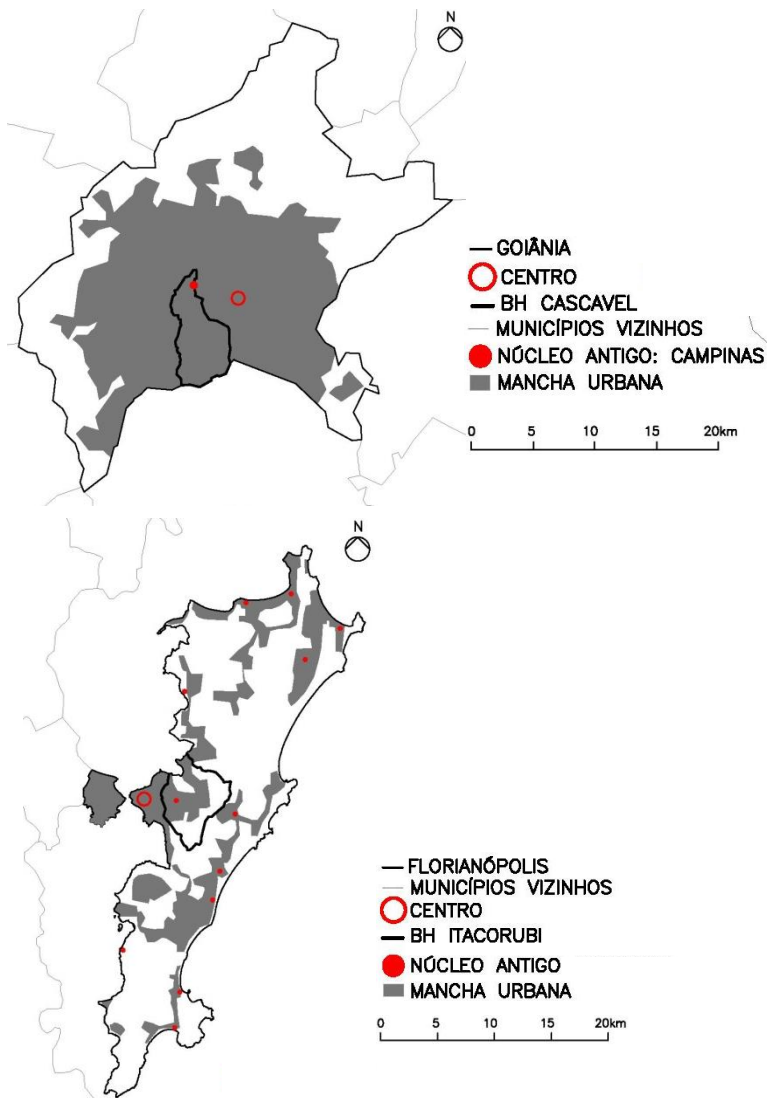 N
GOIÂNIA
CENTRO
BH CASCAVEL
MUNICÍPIOS VIZINHOS
NÚCLEO ANTIGO: CAMPINAS
MANCHA URBANA
0 5 10 15 20km
N
FLORIANÓPOLIS
MUNICÍPIOS VIZINHOS
CENTRO
BH ITACORUBI
NÚCLEO ANTIGO
MANCHA URBANA
0 5 10 15 20km